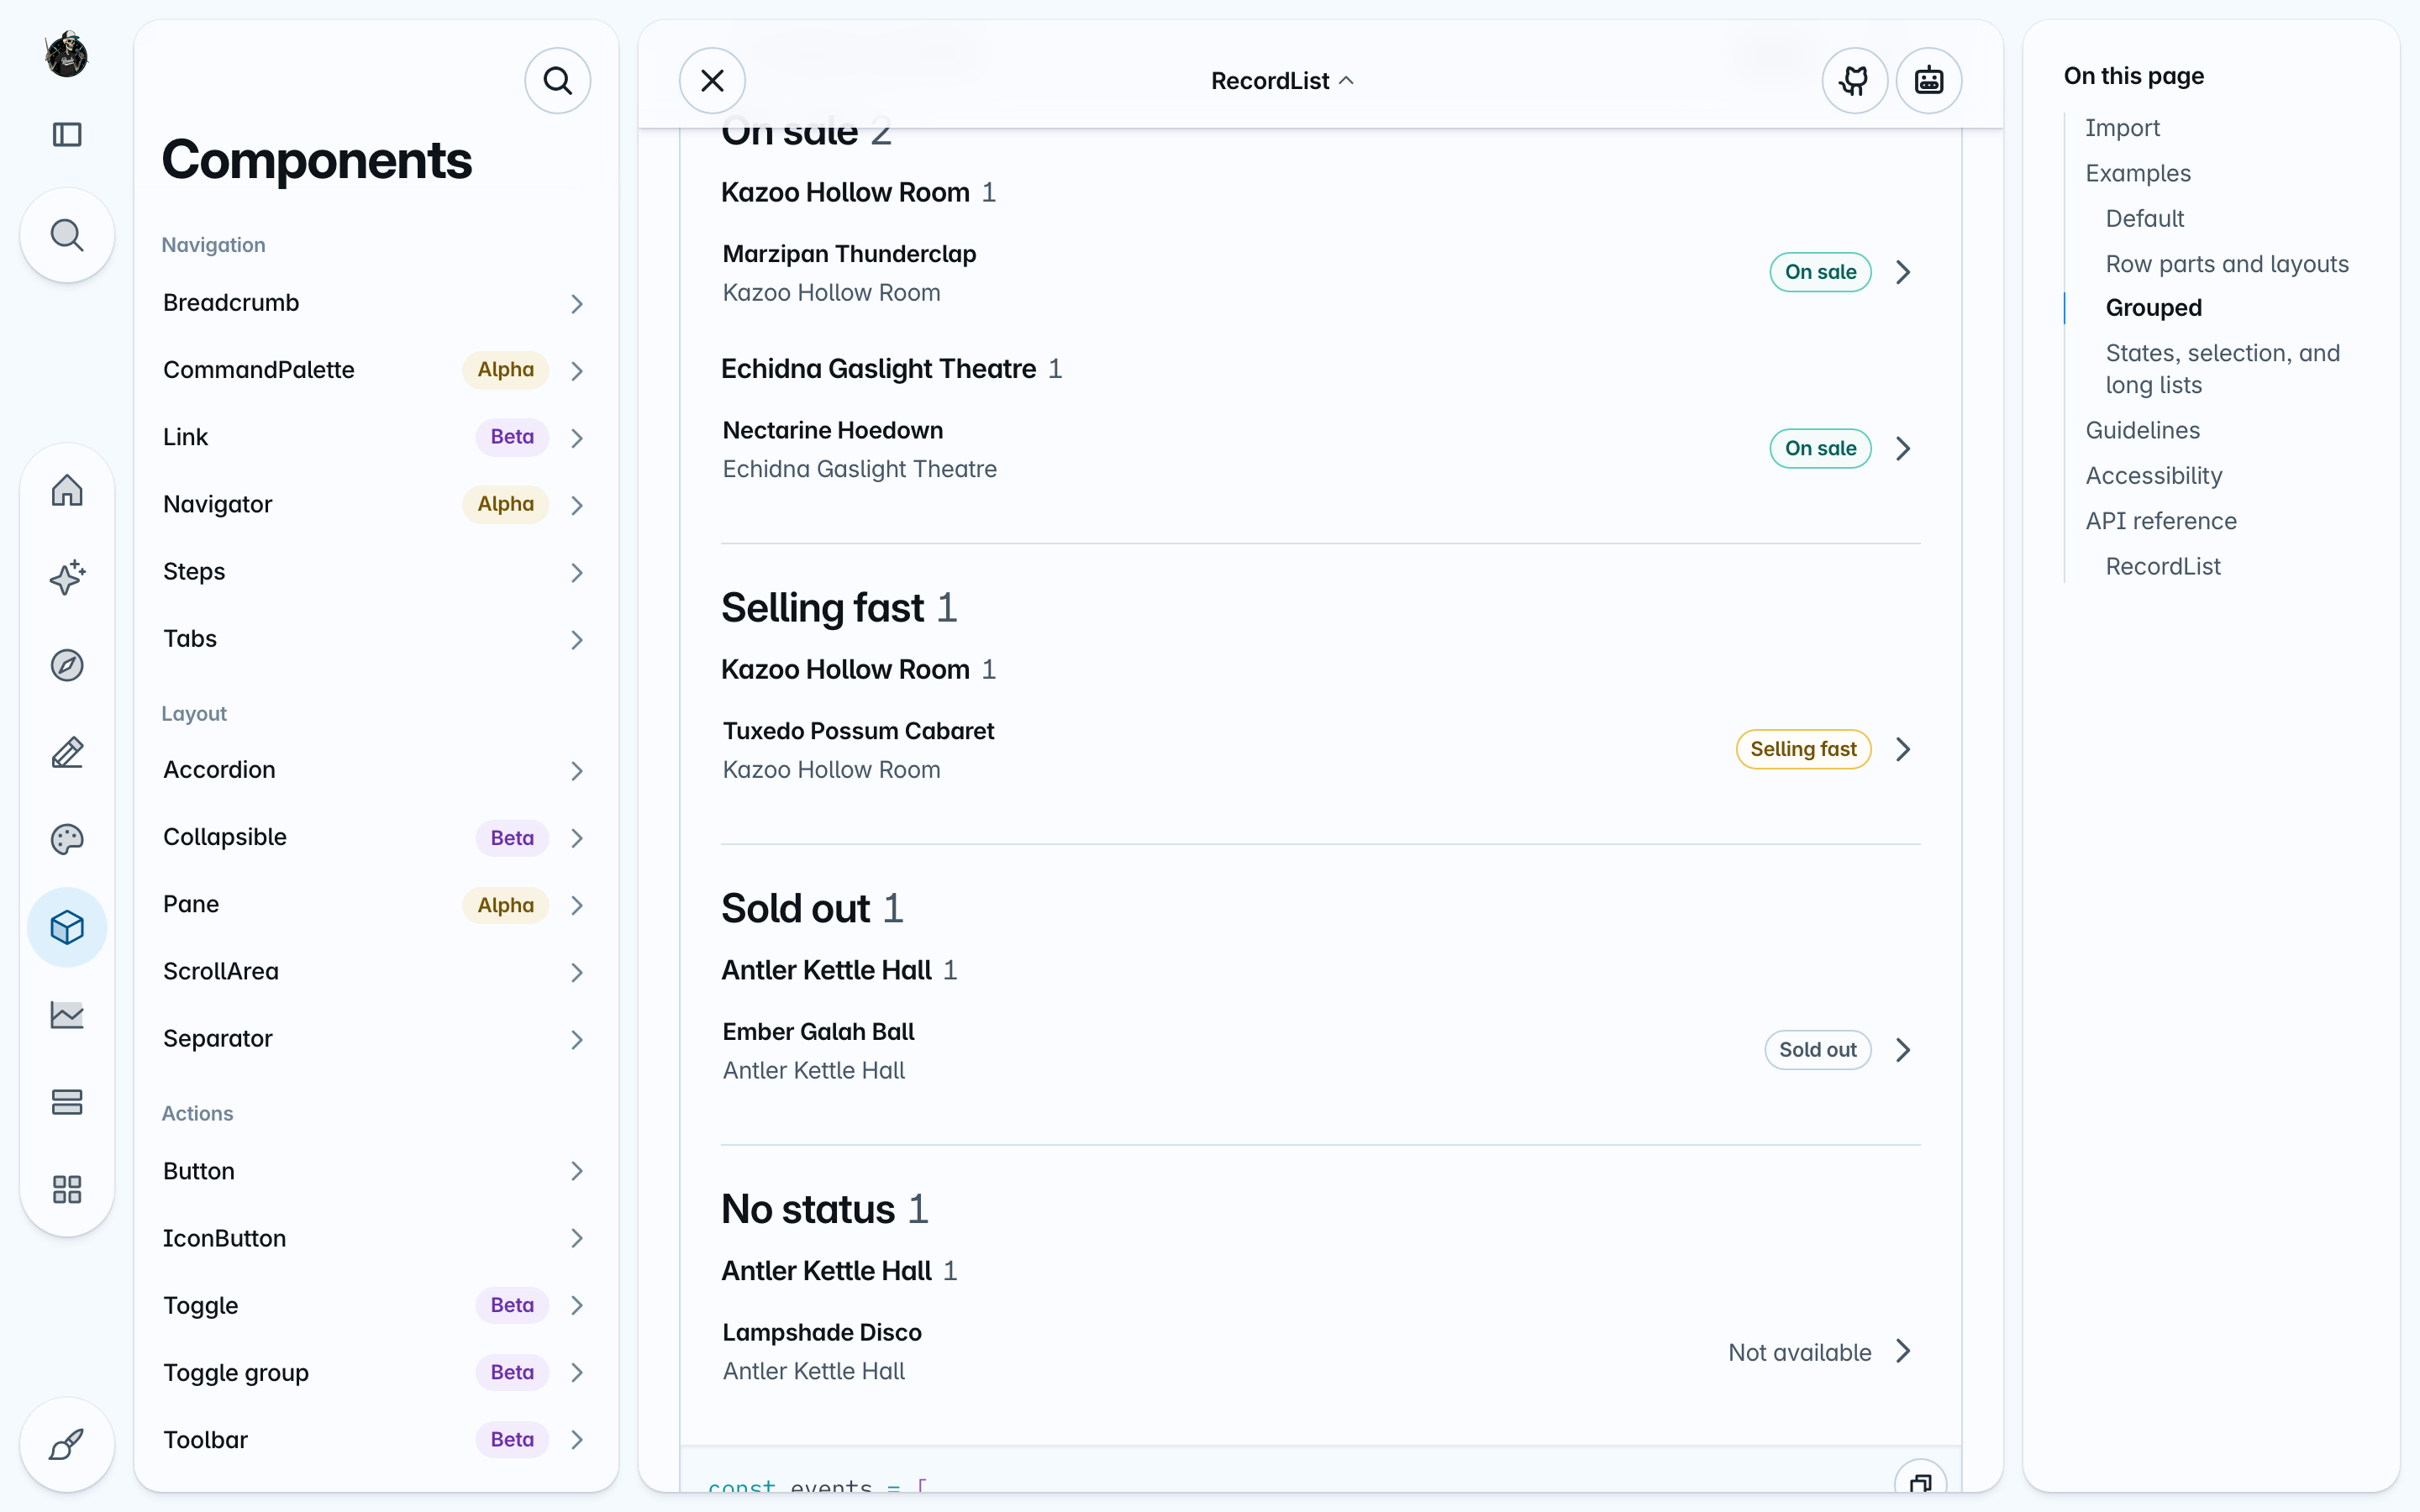 Components
Navigation
Breadcrumb
CommandPalette Alpha
Link Beta
Navigator Alpha
Steps
Tabs
Layout
Accordion
Collapsible Beta
Pane Alpha
ScrollArea
Separator
Actions
Button
IconButton
Toggle Beta
Toggle group Beta
Toolbar Beta
RecordList
On sale 2
Kazoo Hollow Room 1
Marzipan Thunderclap
Kazoo Hollow Room
On sale
Echidna Gaslight Theatre 1
Nectarine Hoedown
Echidna Gaslight Theatre
On sale
Selling fast 1
Kazoo Hollow Room 1
Tuxedo Possum Cabaret
Kazoo Hollow Room
Selling fast
Sold out 1
Antler Kettle Hall 1
Ember Galah Ball
Antler Kettle Hall
Sold out
No status 1
Antler Kettle Hall 1
Lampshade Disco
Antler Kettle Hall
Not available
const events = [
On this page
Import
Examples
Default
Row parts and layouts
Grouped
States, selection, and
long lists
Guidelines
Accessibility
API reference
RecordList